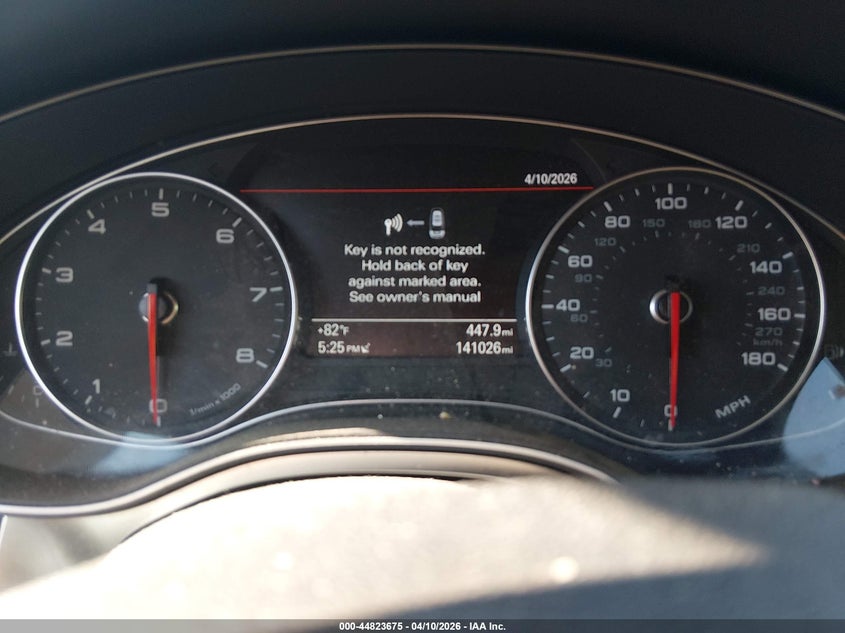 4/10/2026
Key is not recognized.
Hold back of key
against marked area.
See owner's manual
+82°F 447.9mi
5:25 PM 141026mi
0 1 2 3 4 5 6 7 8
1/min x 1000
0 10 20 40 60 80 100 120 140 160 180
30 60 90 120 150 180 210 240 270
km/h
MPH
000-44823675 - 04/10/2026 - IAA Inc.